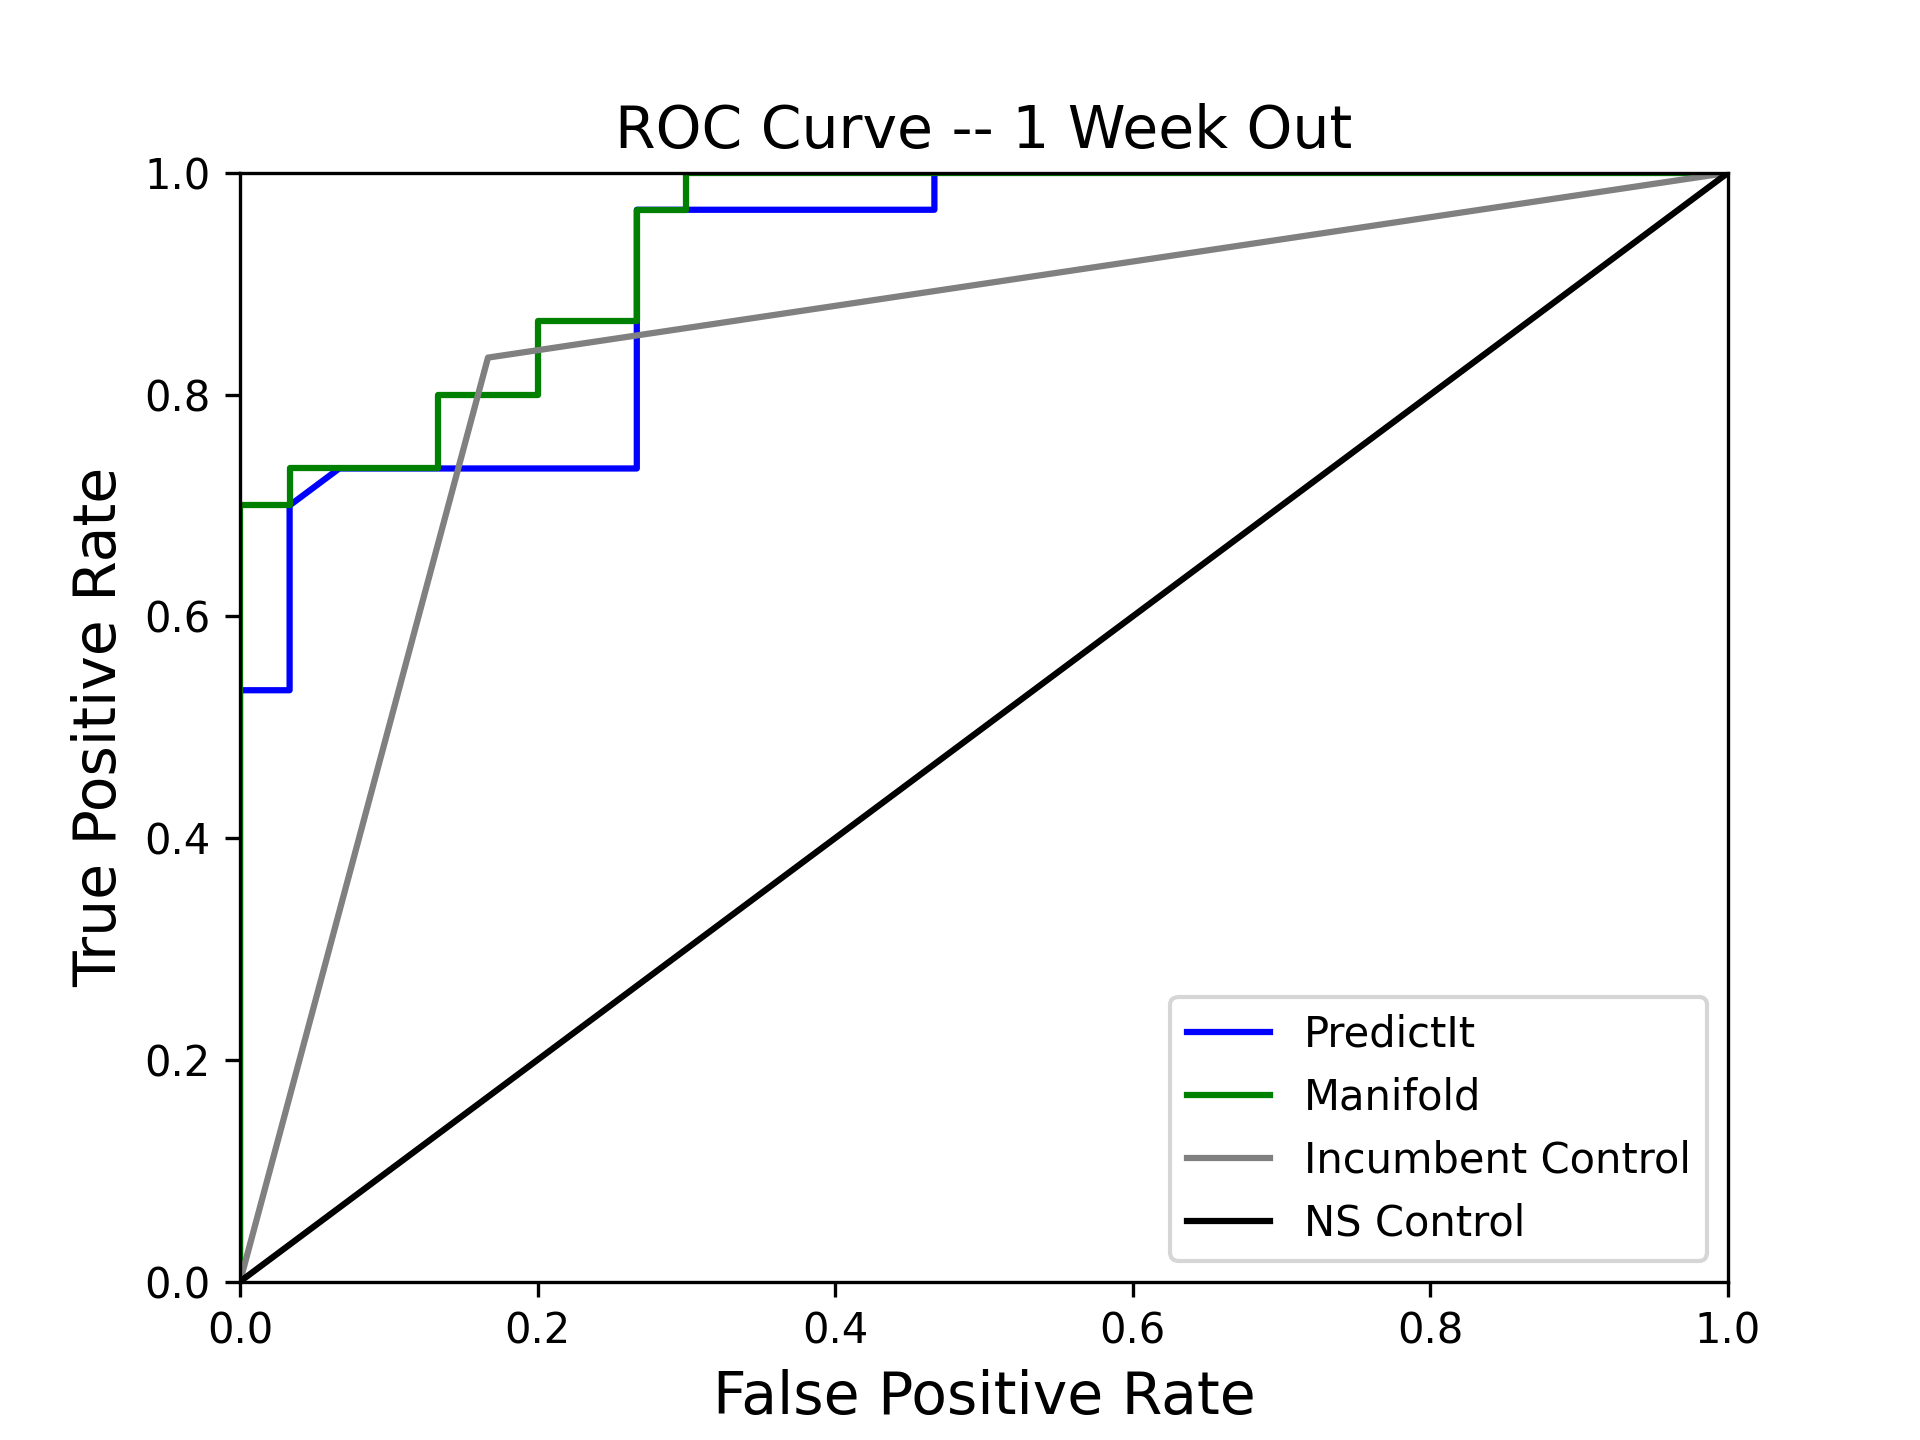 ROC Curve -- 1 Week Out
1.0
0.8
0.6
0.4
0.2
0.0
True Positive Rate
0.0 0.2 0.4 0.6 0.8 1.0
False Positive Rate
PredictIt
Manifold
Incumbent Control
NS Control